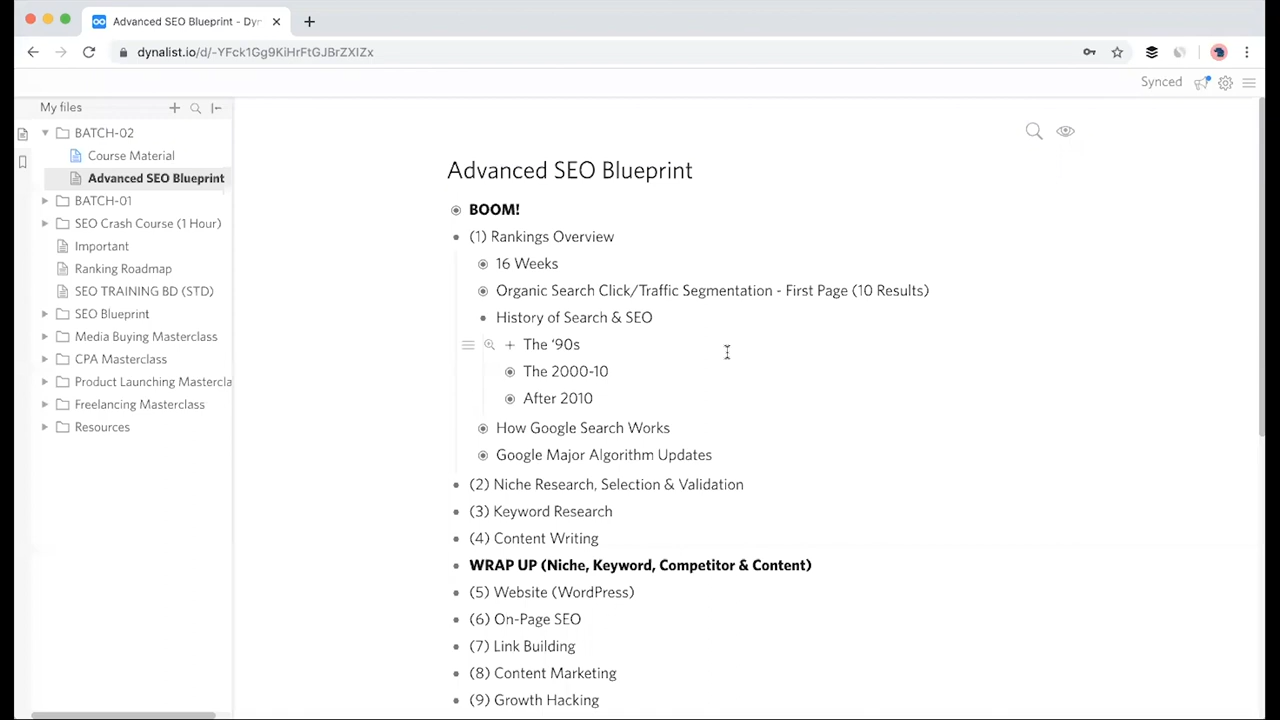 Advanced SEO Blueprint - Dyn
dynalist.io/d/-YFck1Gg9KiHrFtGJBrZXIZx
Synced
My files
BATCH-02
Course Material
Advanced SEO Blueprint
BATCH-01
SEO Crash Course (1 Hour)
Important
Ranking Roadmap
SEO TRAINING BD (STD)
SEO Blueprint
Media Buying Masterclass
CPA Masterclass
Product Launching Mastercla
Freelancing Masterclass
Resources
Advanced SEO Blueprint
BOOM!
(1) Rankings Overview
16 Weeks
Organic Search Click/Traffic Segmentation - First Page (10 Results)
History of Search & SEO
The ‘90s
The 2000-10
After 2010
How Google Search Works
Google Major Algorithm Updates
(2) Niche Research, Selection & Validation
(3) Keyword Research
(4) Content Writing
WRAP UP (Niche, Keyword, Competitor & Content)
(5) Website (WordPress)
(6) On-Page SEO
(7) Link Building
(8) Content Marketing
(9) Growth Hacking